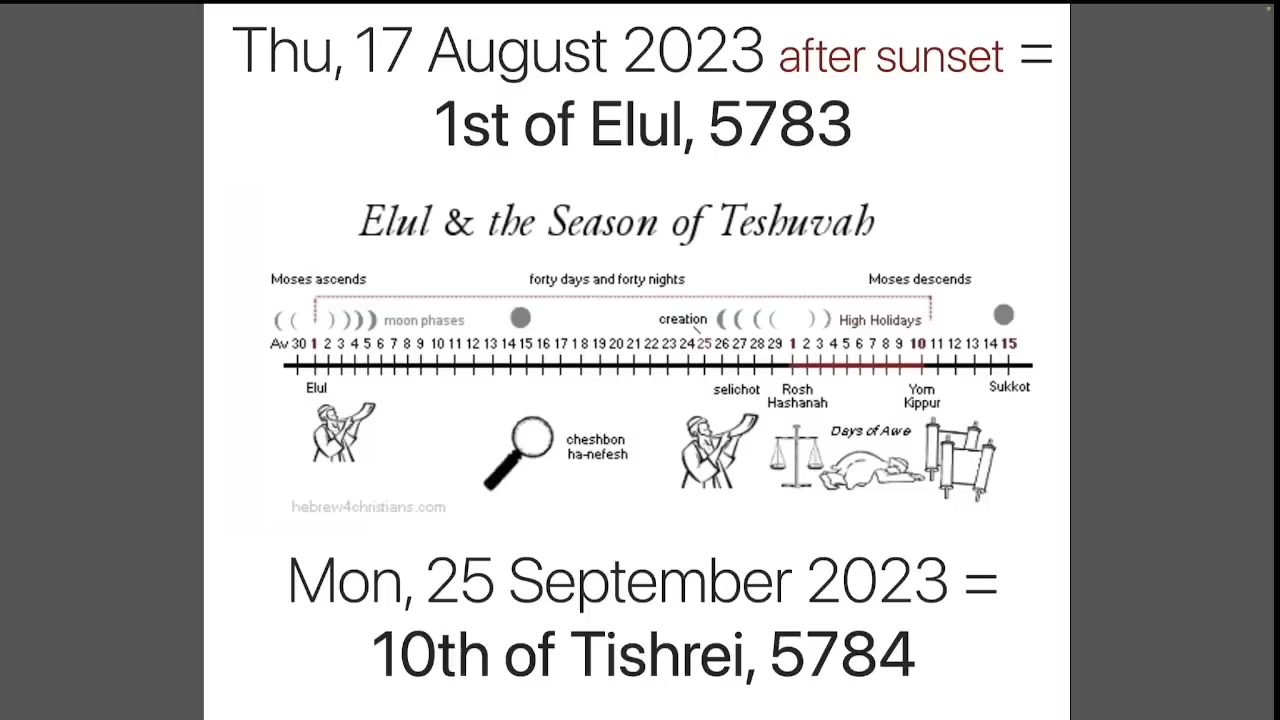 Thu, 17 August 2023 after sunset =
1st of Elul, 5783
Elul & the Season of Teshuvah
Moses ascends forty days and forty nights Moses descends
moon phases creation High Holidays
Av 30 1 2 3 4 5 6 7 8 9 10 11 12 13 14 15 16 17 18 19 20 21 22 23 24 25 26 27 28 29 1 2 3 4 5 6 7 8 9 10 11 12 13 14 15
Elul selichot Rosh Hashanah Yom Kippur Sukkot
cheshbon ha-nefesh
Days of Awe
hebrew4christians.com
Mon, 25 September 2023 =
10th of Tishrei, 5784